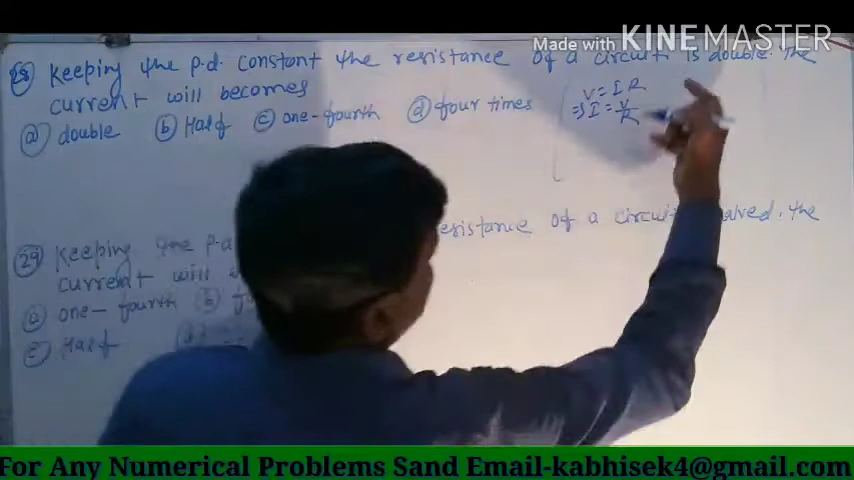 Made with KINEMASTER
28 Keeping the p.d. constant the resistance of a circuit is double. The
current will becomes
(a) double (b) Half (c) one-fourth (d) four times
V = I R
⇒ I = V/R
29 Keeping the p.d resistance of a circuit halved. The
current will
(a) one-fourth (b)
(c) Half
For Any Numerical Problems Sand Email-kabhisek4@gmail.com